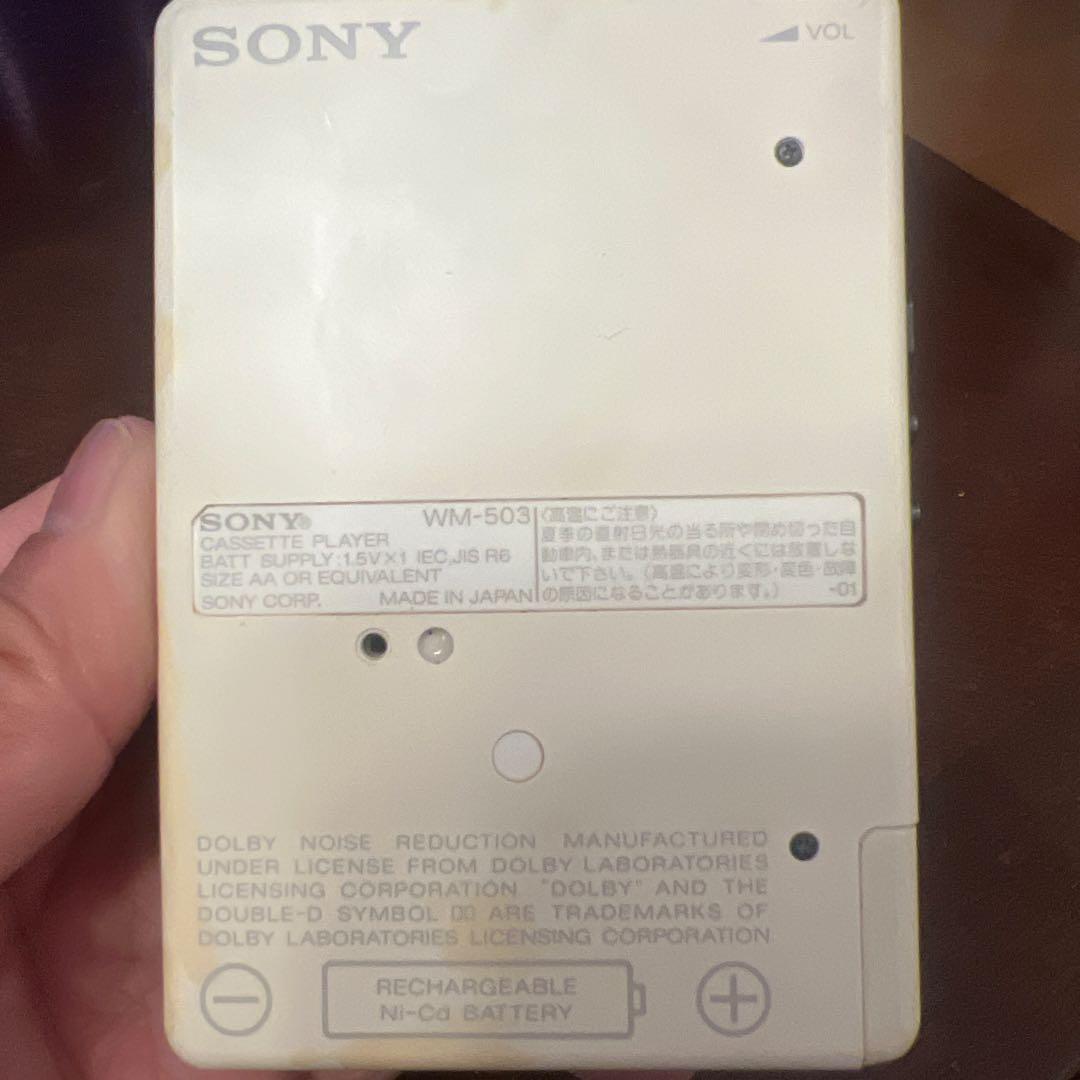 SONY
VOL
SONY®
WM-503
CASSETTE PLAYER
BATT SUPPLY:1.5V×1 IEC,JIS R6
SIZE AA OR EQUIVALENT
SONY CORP. MADE IN JAPAN
〈高温にご注意〉
夏季の直射日光の当る所や閉め切った自
動車内、または熱器具の近くには放置しな
いで下さい。(高温により変形・変色・故障
の原因になることがあります。) -01
DOLBY NOISE REDUCTION MANUFACTURED
UNDER LICENSE FROM DOLBY LABORATORIES
LICENSING CORPORATION "DOLBY" AND THE
DOUBLE-D SYMBOL ARE TRADEMARKS OF
DOLBY LABORATORIES LICENSING CORPORATION
RECHARGEABLE
Ni-Cd BATTERY